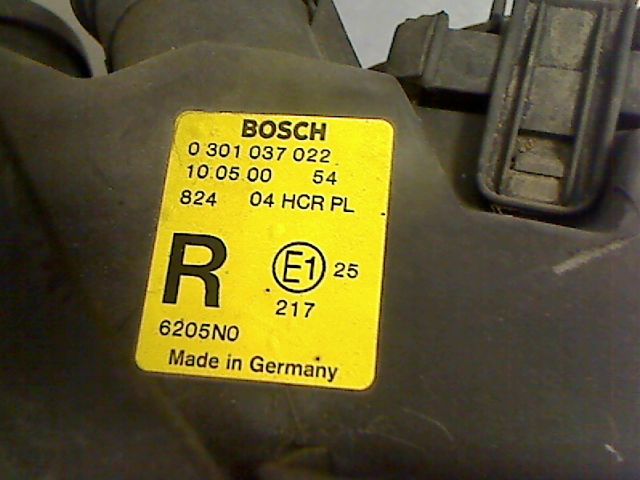 BOSCH
0 301 037 022
10.05.00 54
824 04 HCR PL
R E1 25
217
6205N0
Made in Germany